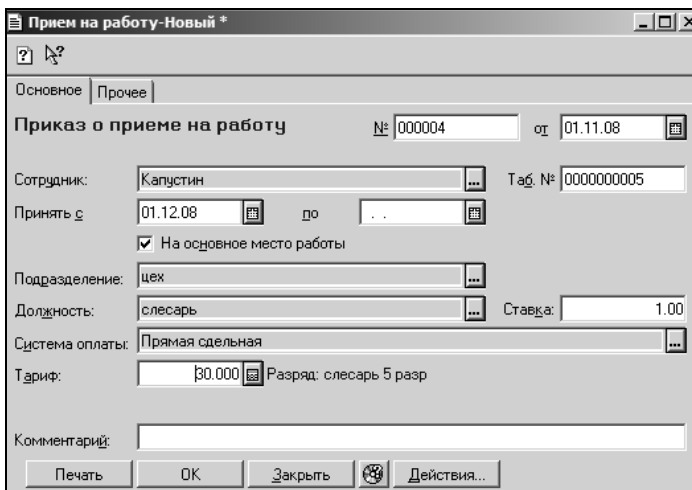 Прием на работу-Новый *
Основное Прочее
Приказ о приеме на работу № 000004 от 01.11.08
Сотрудник: Капустин ... Таб. № 0000000005
Принять с 01.12.08 по . .
На основное место работы
Подразделение: цех ...
Должность: слесарь ... Ставка: 1.00
Система оплаты: Прямая сдельная ...
Тариф: 30.000 Разряд: слесарь 5 разр
Комментарий:
Печать OK Закрыть Действия...